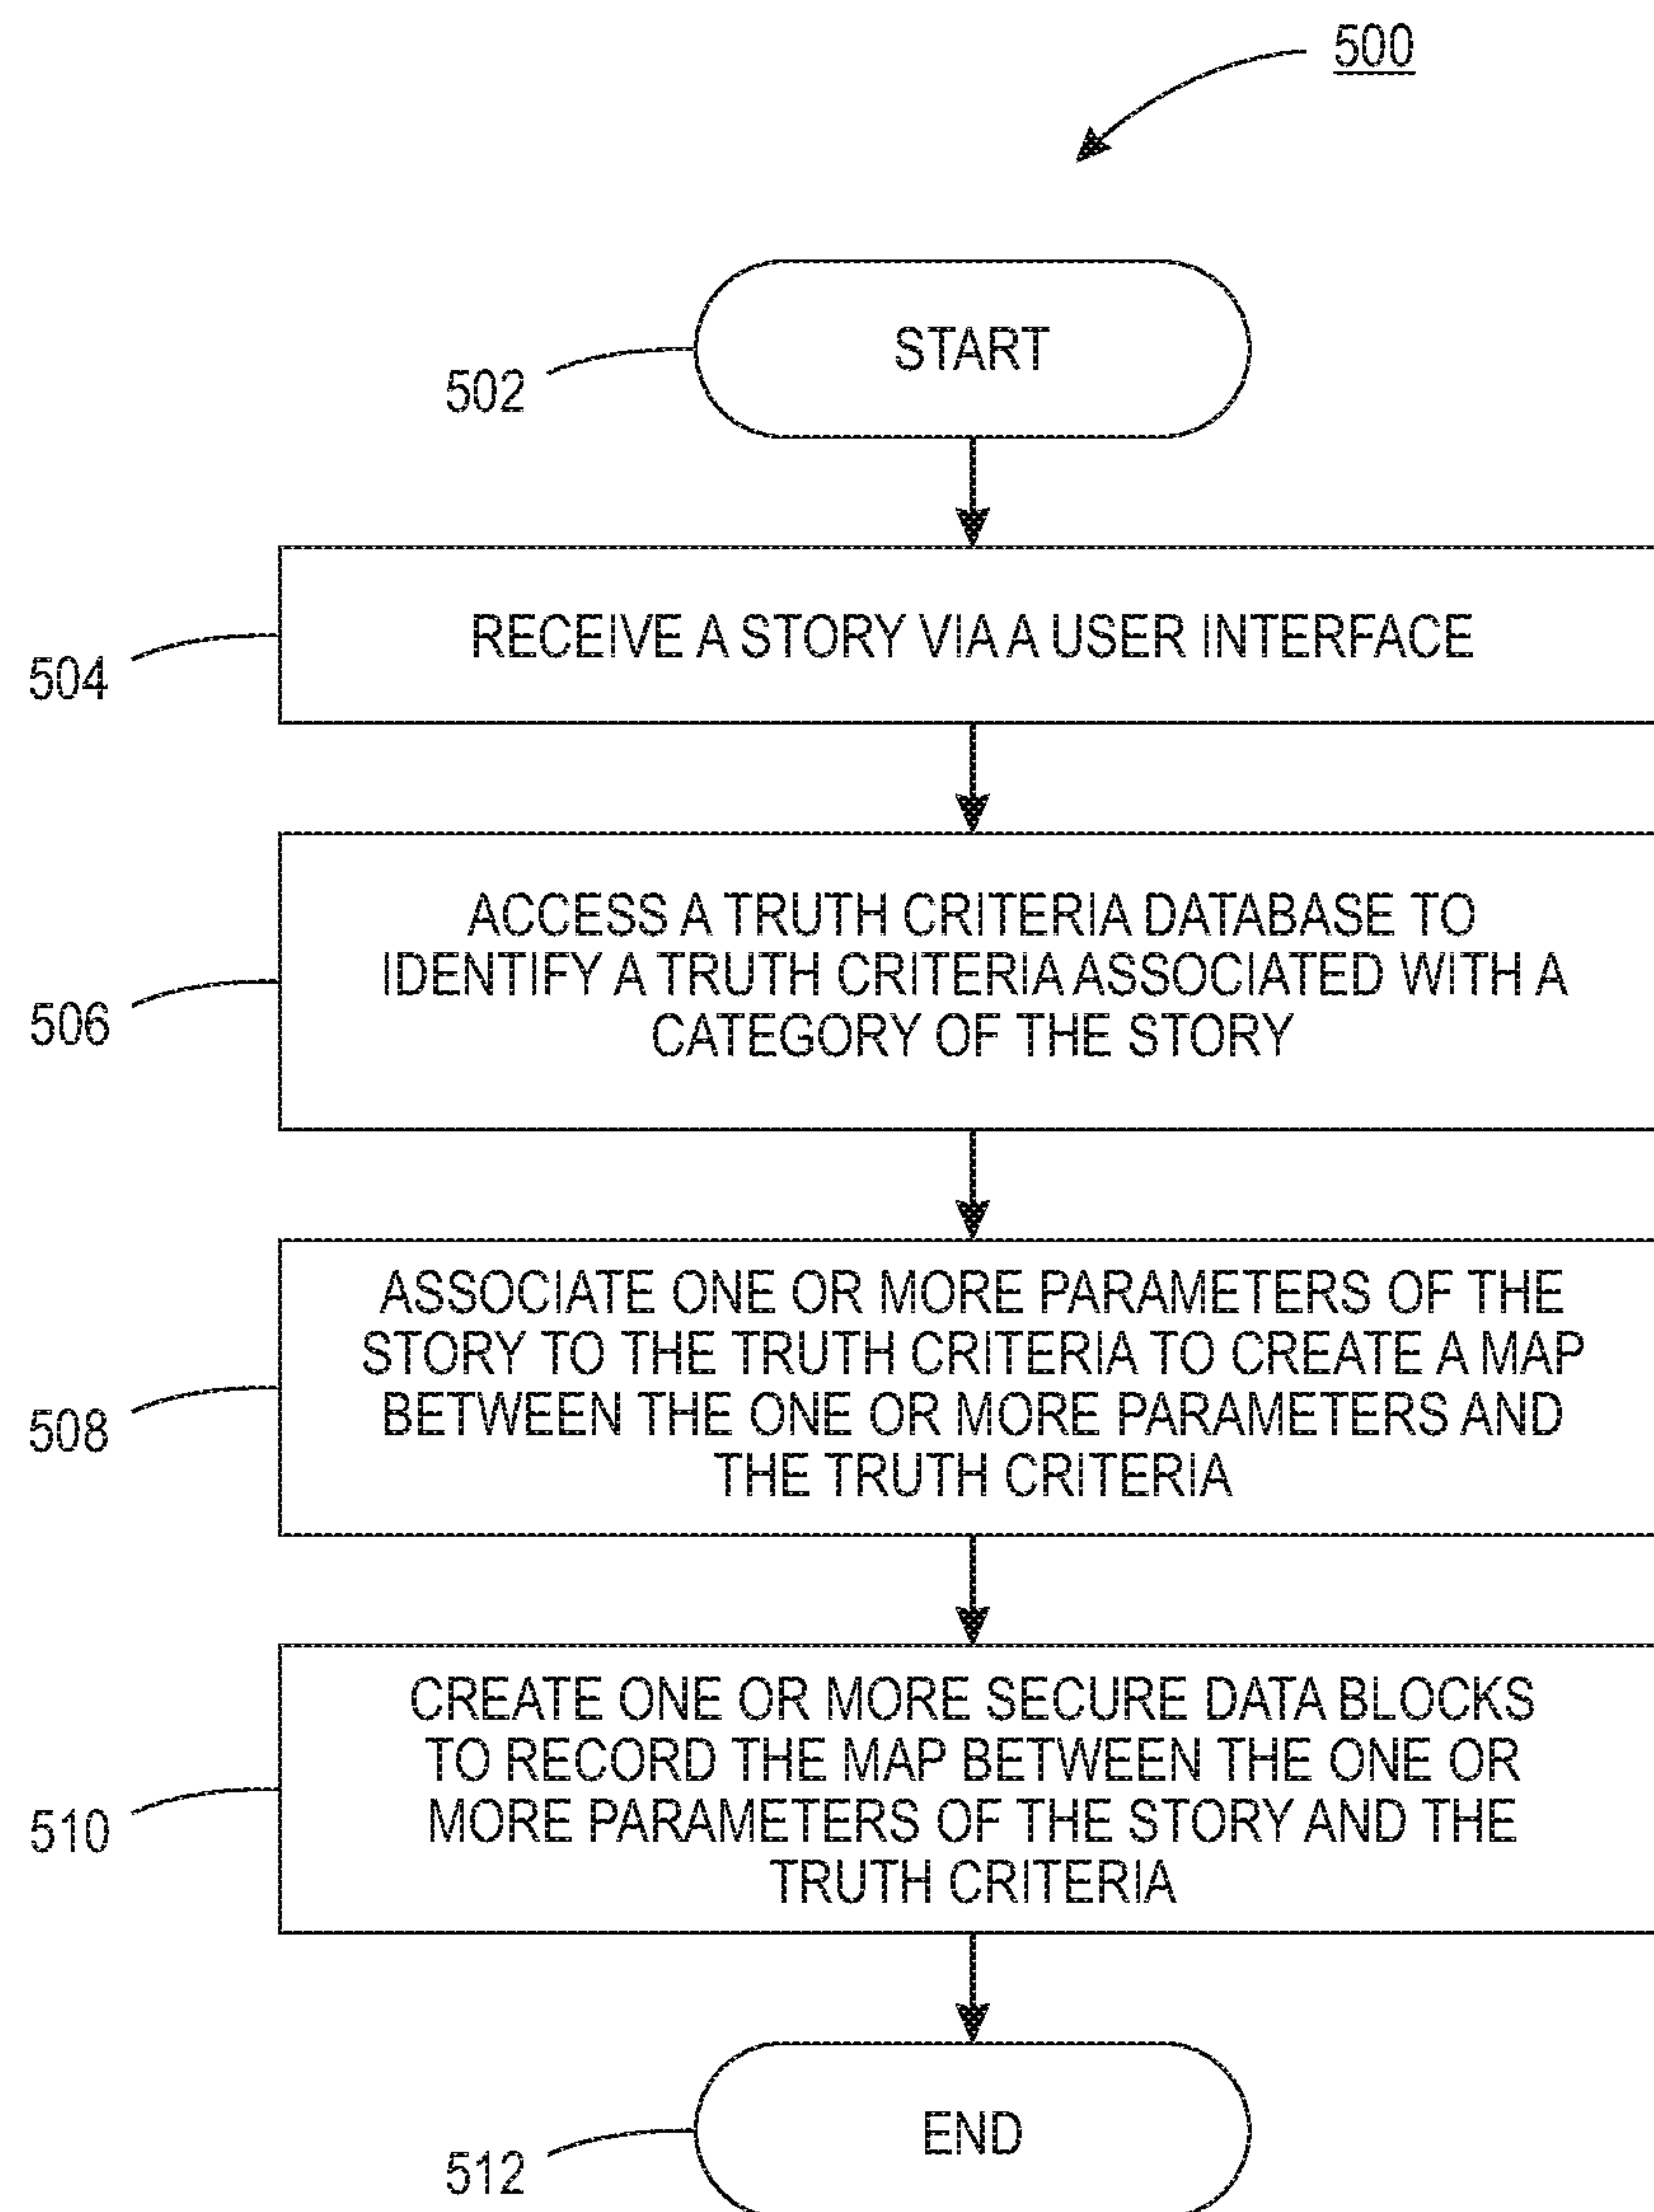 500
START
502
RECEIVE A STORY VIA A USER INTERFACE
504
ACCESS A TRUTH CRITERIA DATABASE TO
IDENTIFY A TRUTH CRITERIA ASSOCIATED WITH A
CATEGORY OF THE STORY
506
ASSOCIATE ONE OR MORE PARAMETERS OF THE
STORY TO THE TRUTH CRITERIA TO CREATE A MAP
BETWEEN THE ONE OR MORE PARAMETERS AND
THE TRUTH CRITERIA
508
CREATE ONE OR MORE SECURE DATA BLOCKS
TO RECORD THE MAP BETWEEN THE ONE OR
MORE PARAMETERS OF THE STORY AND THE
TRUTH CRITERIA
510
END
512